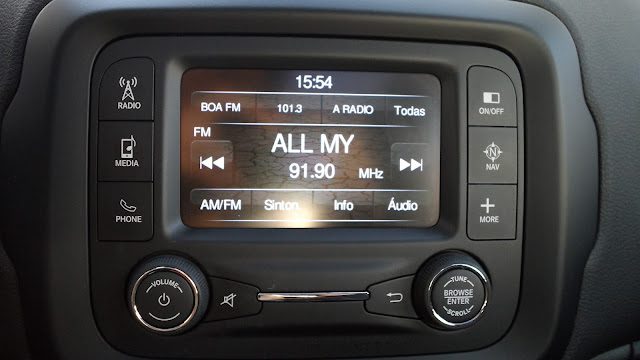 15:54
BOA FM 101.3 A RADIO Todas
FM
ALL MY
91.90 MHz
AM/FM Sinton. Info Áudio
RADIO
MEDIA
PHONE
ON/OFF
NAV
MORE
VOLUME
TUNE
BROWSE
ENTER
SCROLL